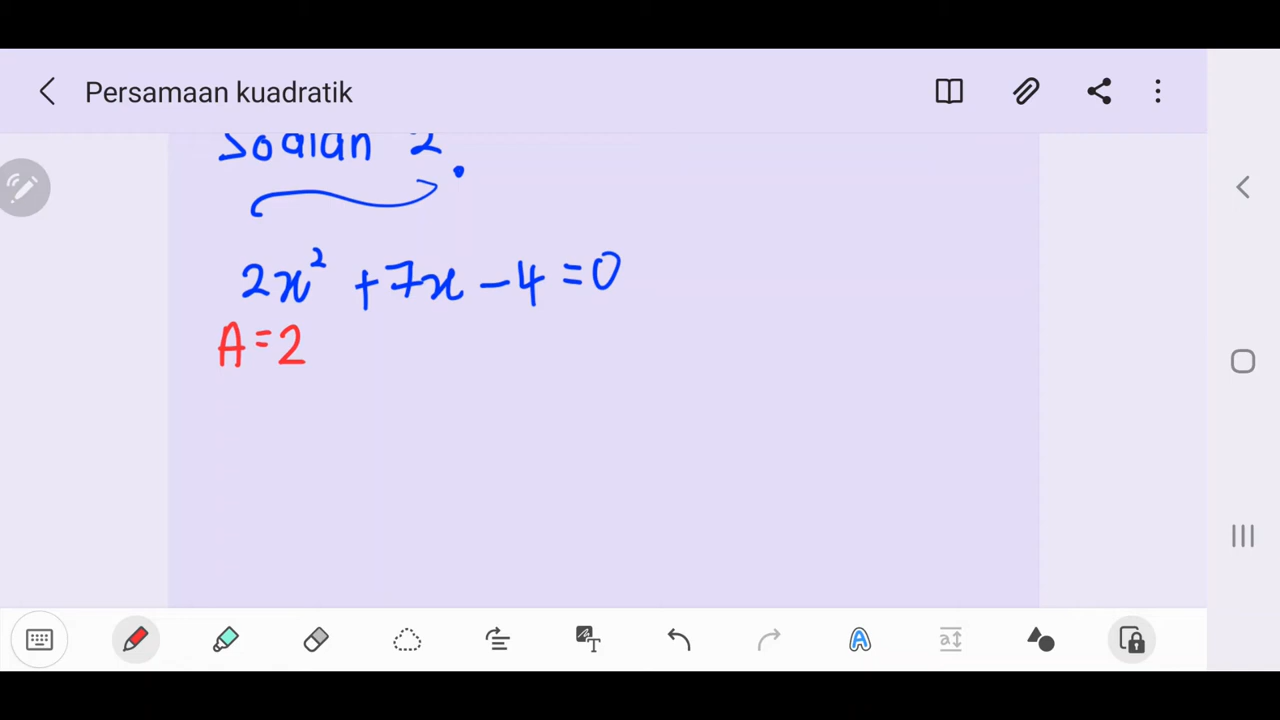 Persamaan kuadratik
Soalan 2.
2x² + 7x - 4 = 0
A = 2